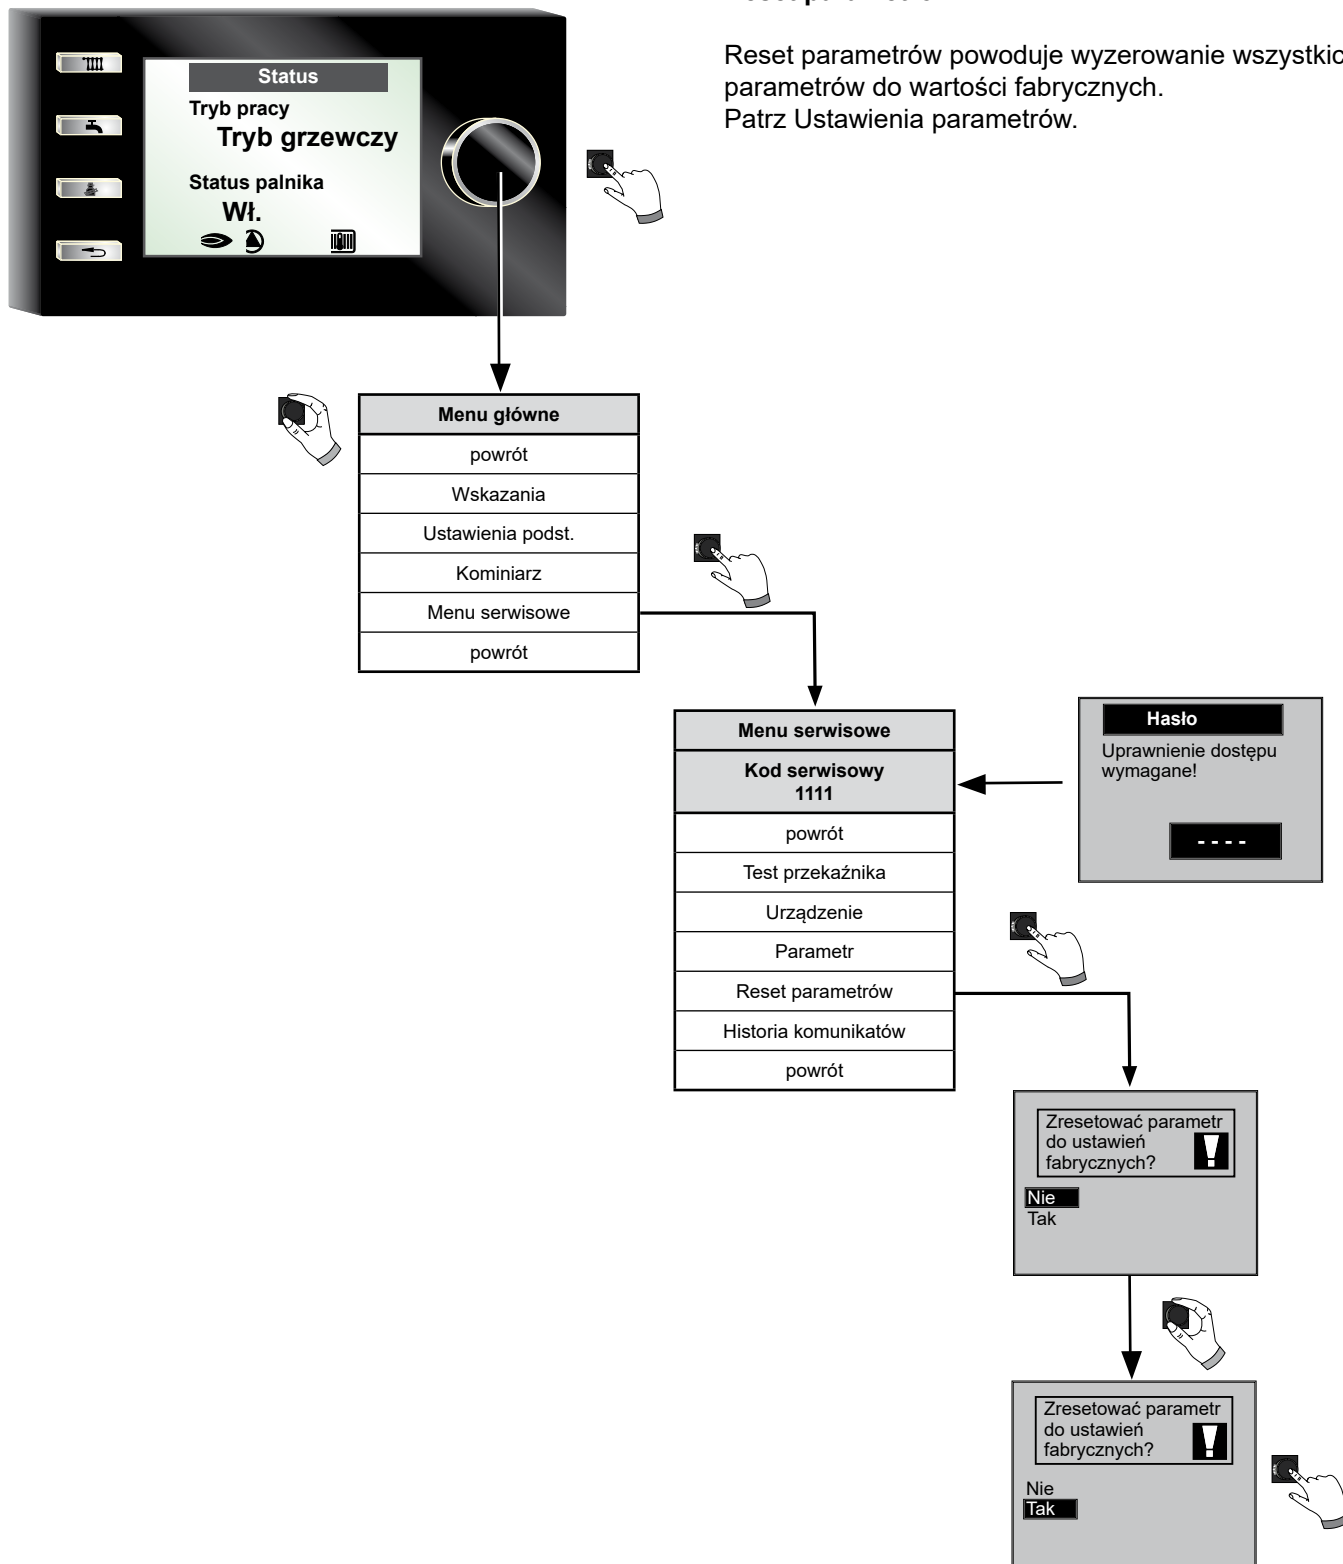 Reset parametrów powoduje wyzerowanie wszystkic
parametrów do wartości fabrycznych.
Patrz Ustawienia parametrów.
Status
Tryb pracy
Tryb grzewczy
Status palnika
Wł.
Menu główne
powrót
Wskazania
Ustawienia podst.
Kominiarz
Menu serwisowe
powrót
Menu serwisowe
Kod serwisowy
1111
powrót
Test przekaźnika
Urządzenie
Parametr
Reset parametrów
Historia komunikatów
powrót
Hasło
Uprawnienie dostępu
wymagane!
- - - -
Zresetować parametr
do ustawień
fabrycznych?
Nie
Tak
Zresetować parametr
do ustawień
fabrycznych?
Nie
Tak